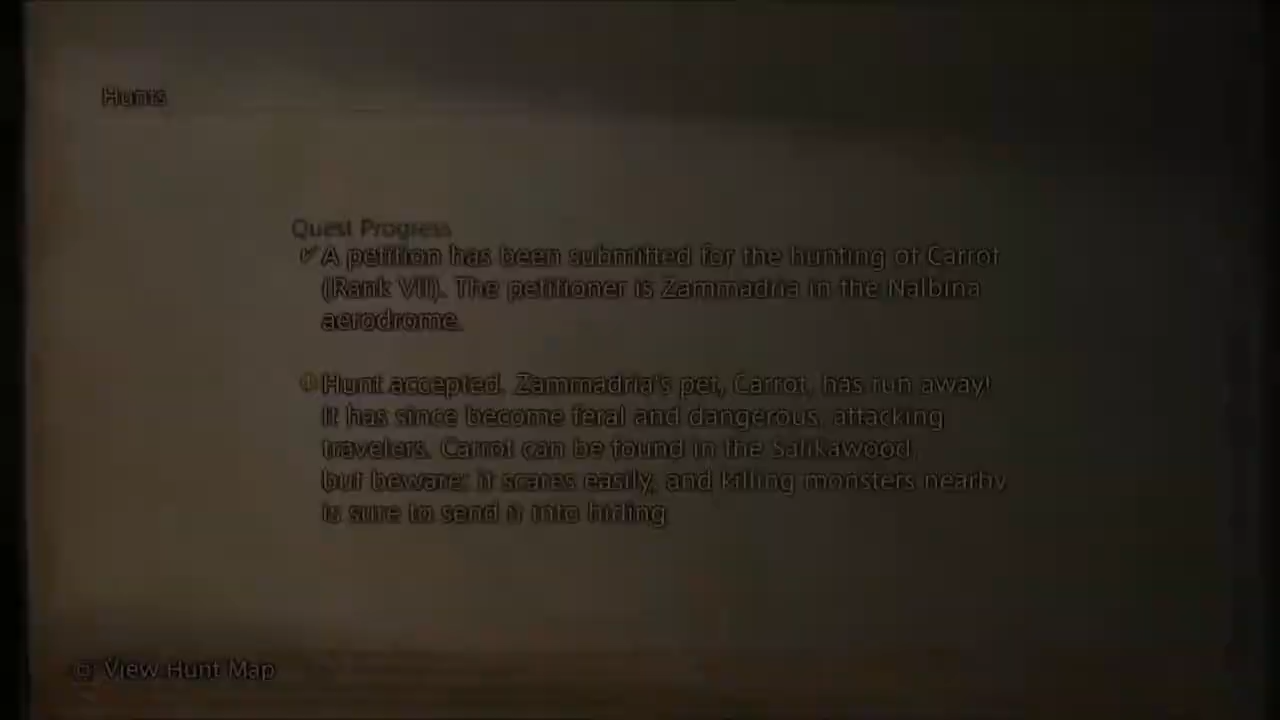 Hunts
Quest Progress
✓ A petition has been submitted for the hunting of Carrot
(Rank VII). The petitioner is Zammadria in the Nalbina
aerodrome.
Hunt accepted. Zammadria's pet, Carrot, has run away!
It has since become feral and dangerous, attacking
travelers. Carrot can be found in the Salikawood,
but beware: it scares easily, and killing monsters nearby
is sure to send it into hiding.
View Hunt Map